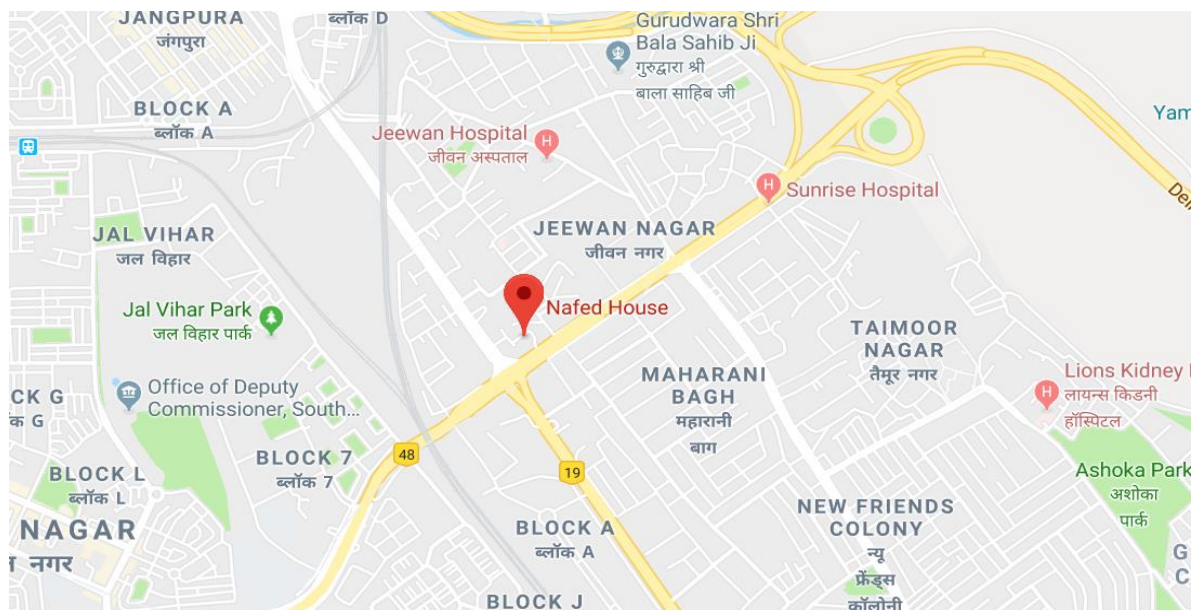 JANGPURA
जंगपुरा
ब्लॉक D
Gurudwara Shri
Bala Sahib Ji
गुरुद्वारा श्री
बाला साहिब जी
BLOCK A
ब्लॉक A
Jeewan Hospital
जीवन अस्पताल
H
Yam
Sunrise Hospital
H
JAL VIHAR
जल विहार
JEEWAN NAGAR
जीवन नगर
Jal Vihar Park
जल विहार पार्क
Nafed House
TAIMOOR
NAGAR
तैमूर नगर
Office of Deputy
Commissioner, South...
MAHARANI
BAGH
महारानी
बाग
Lions Kidney
लायन्स किडनी
हॉस्पिटल
H
CK G
क G
BLOCK 7
ब्लॉक 7
48
19
BLOCK L
ब्लॉक L
Ashoka Park
अशोका
पार्क
NAGAR
नगर
BLOCK A
ब्लॉक A
NEW FRIENDS
COLONY
न्यू
फ्रेंड्स
कॉलोनी
BLOCK J
G
C